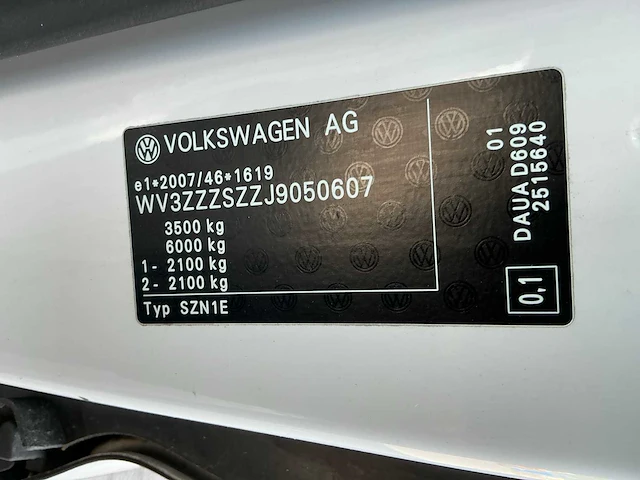 VOLKSWAGEN AG
e1*2007/46*1619
WV3ZZZSZZJ9050607
3500 kg
6000 kg
1- 2100 kg
2- 2100 kg
Typ SZN1E
01
DAUA D609
2515640
0,1